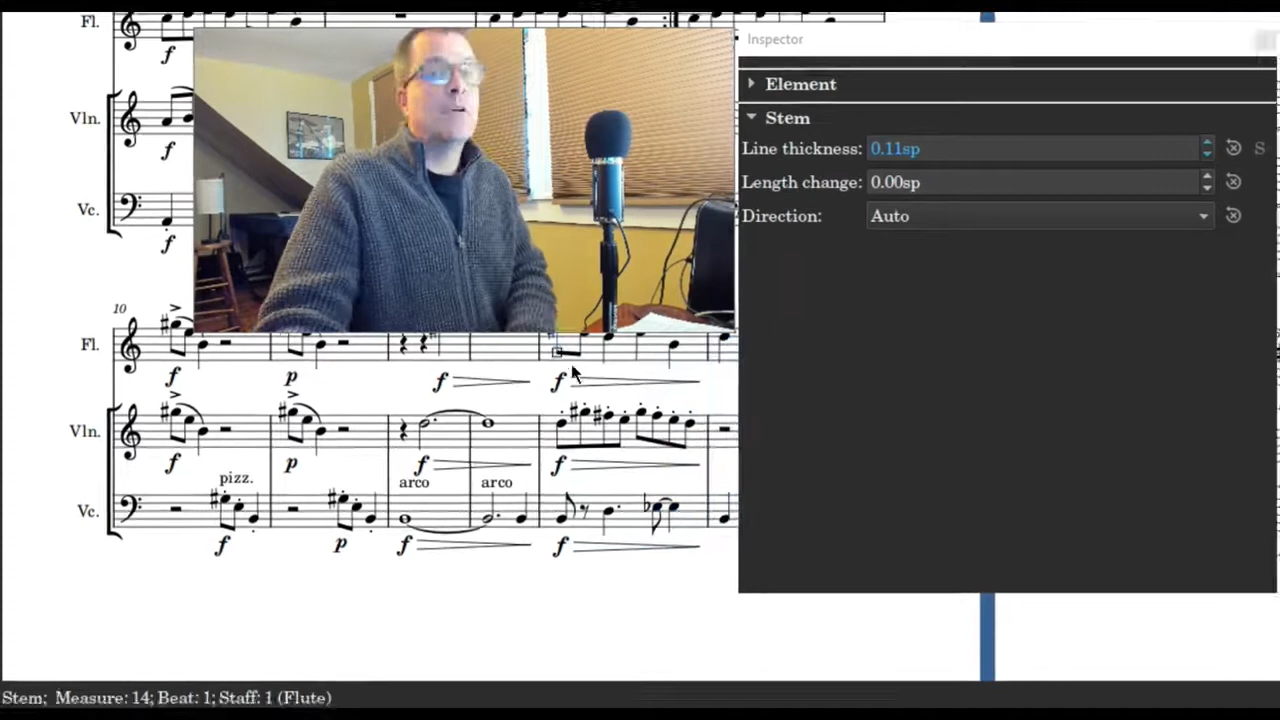 Fl.
f
Inspector
Element
Vln.
f
Stem
Line thickness: 0.11sp S
Length change: 0.00sp
Direction: Auto
Vc.
f
10
Fl.
f p f f
Vln.
f p f f
pizz. arco arco
Vc.
f p f f
Stem; Measure: 14; Beat: 1; Staff: 1 (Flute)